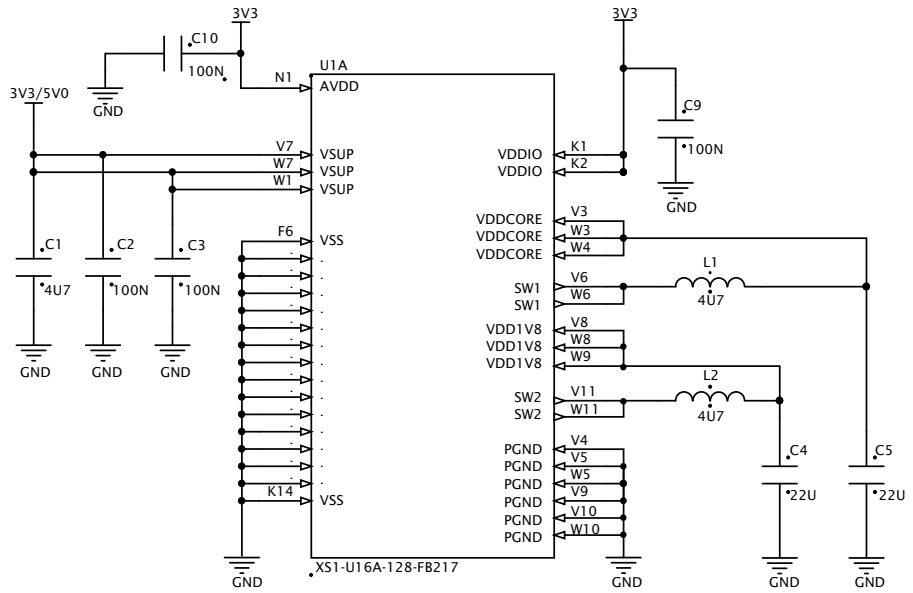 3V3
3V3
C10
U1A
100N
N1
AVDD
3V3/5V0
GND
C9
V7
VSUP
VDDIO
K1
100N
W7
VSUP
VDDIO
K2
W1
VSUP
GND
VDDCORE
V3
F6
VSS
VDDCORE
W3
C1
C2
C3
VDDCORE
W4
L1
4U7
100N
100N
SW1
V6
SW1
W6
4U7
VDD1V8
V8
VDD1V8
W8
GND
GND
GND
VDD1V8
W9
L2
SW2
V11
SW2
W11
4U7
PGND
V4
C4
C5
PGND
V5
PGND
W5
K14
VSS
PGND
V9
22U
22U
PGND
V10
PGND
W10
XS1-U16A-128-FB217
GND
GND
GND
GND